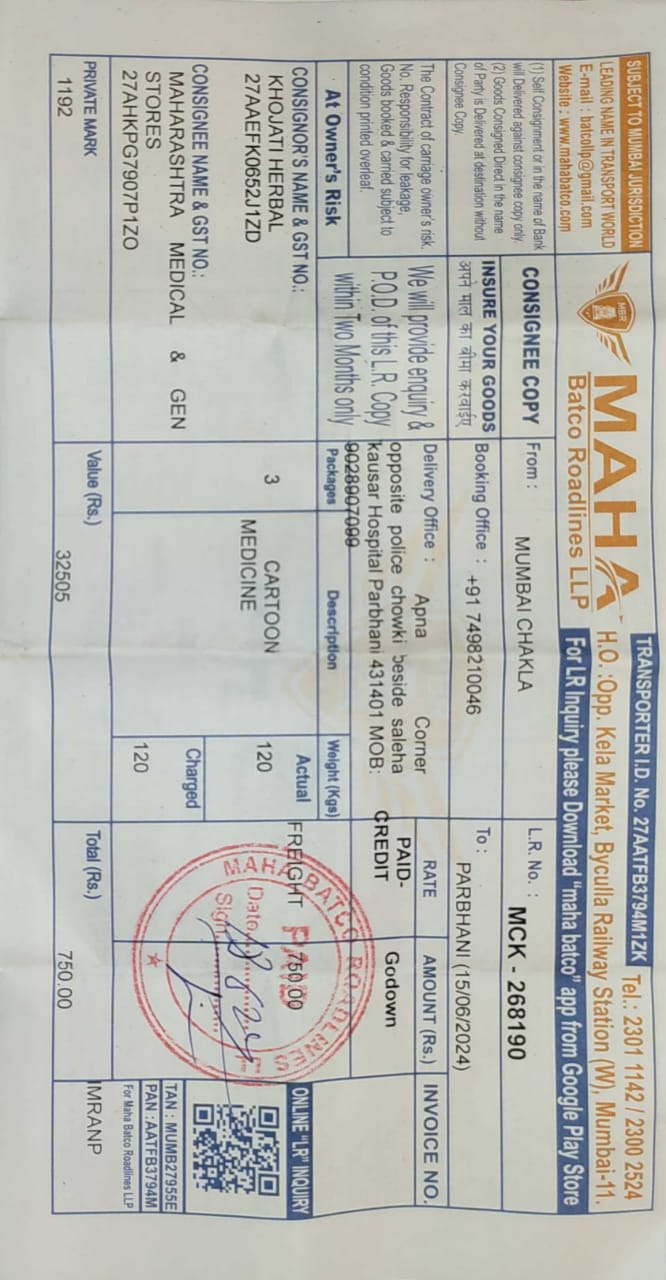 SUBJECT TO MUMBAI JURISDICTION
LEADING NAME IN TRANSPORT WORLD
E-mail : batcollp@gmail.com
Website : www.mahabatco.com
MBR
MAHA
Batco Roadlines LLP
TRANSPORTER I.D. No. 27AATFB3794M1ZK
Tel.: 2301 1142 / 2300 2524
H.O. :Opp. Kela Market, Byculla Railway Station (W), Mumbai-11.
For LR Inquiry please Download "maha batco" app from Google Play Store
(1) Self Consignment or in the name of Bank
will Delivered against consignee copy only.
(2) Goods Consigned Direct in the name
of Party is Delivered at destination without
Consignee Copy.
CONSIGNEE COPY
INSURE YOUR GOODS
अपने माल का बीमा करवाईए
From : MUMBAI CHAKLA
L.R. No. : MCK - 268190
Booking Office : +91 7498210046
To : PARBHANI (15/06/2024)
The Contract of carriage owner's risk.
No. Responsibility for leakage,
Goods booked & carried subject to
condition printed overleaf.
We will provide enquiry &
P.O.D. of this L.R. Copy
within Two Months only
Delivery Office : Apna Corner
opposite police chowki beside saleha
kausar Hospital Parbhani 431401 MOB:
9028907099
RATE
AMOUNT (Rs.)
INVOICE NO.
PAID-
CREDIT
Godown
At Owner's Risk
Packages
Description
Weight (Kgs)
CONSIGNOR'S NAME & GST NO.:
KHOJATI HERBAL
27AAEFK0652J1ZD
3
CARTOON
MEDICINE
Actual
120
FREIGHT
750.00
ONLINE "LR" INQUIRY
MAHA BATCO ROADLINES
PAID
Date
Sign
CONSIGNEE NAME & GST NO.:
MAHARASHTRA MEDICAL & GEN
STORES
27AHKPG7907P1ZO
Charged
120
TAN : MUMB27955E
PAN :AATFB3794M
For Maha Batco Roadlines LLP
PRIVATE MARK
1192
Value (Rs.)
32505
Total (Rs.)
750.00
IMRANP